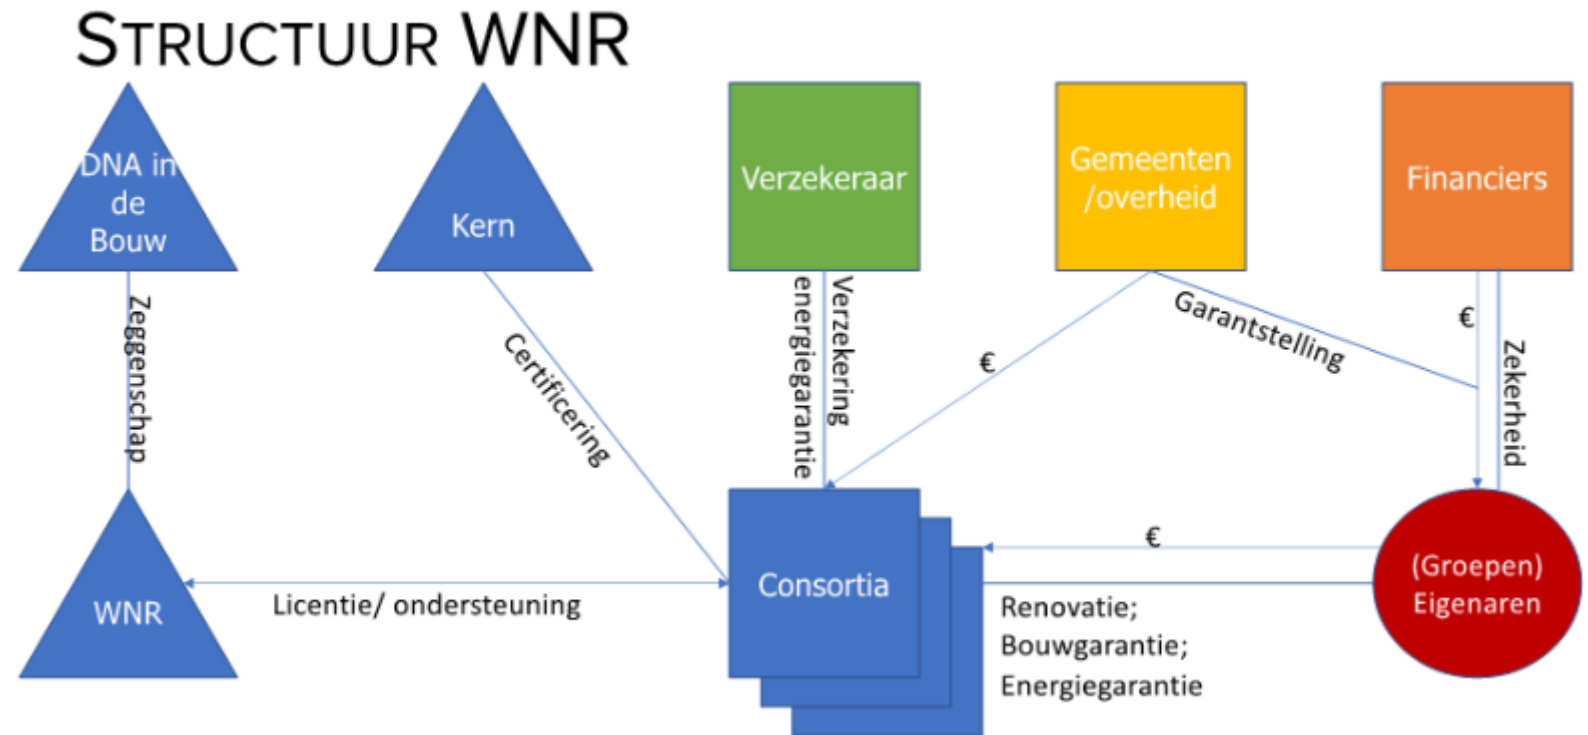 STRUCTUUR WNR
DNA in
de
Bouw
Kern
Verzekeraar
Gemeenten
/overheid
Financiers
Zeggenschap
Certificering
Verzekering
energiegarantie
€
Garantstelling
€
Zekerheid
WNR
Licentie/ ondersteuning
Consortia
€
Renovatie;
Bouwgarantie;
Energiegarantie
(Groepen)
Eigenaren